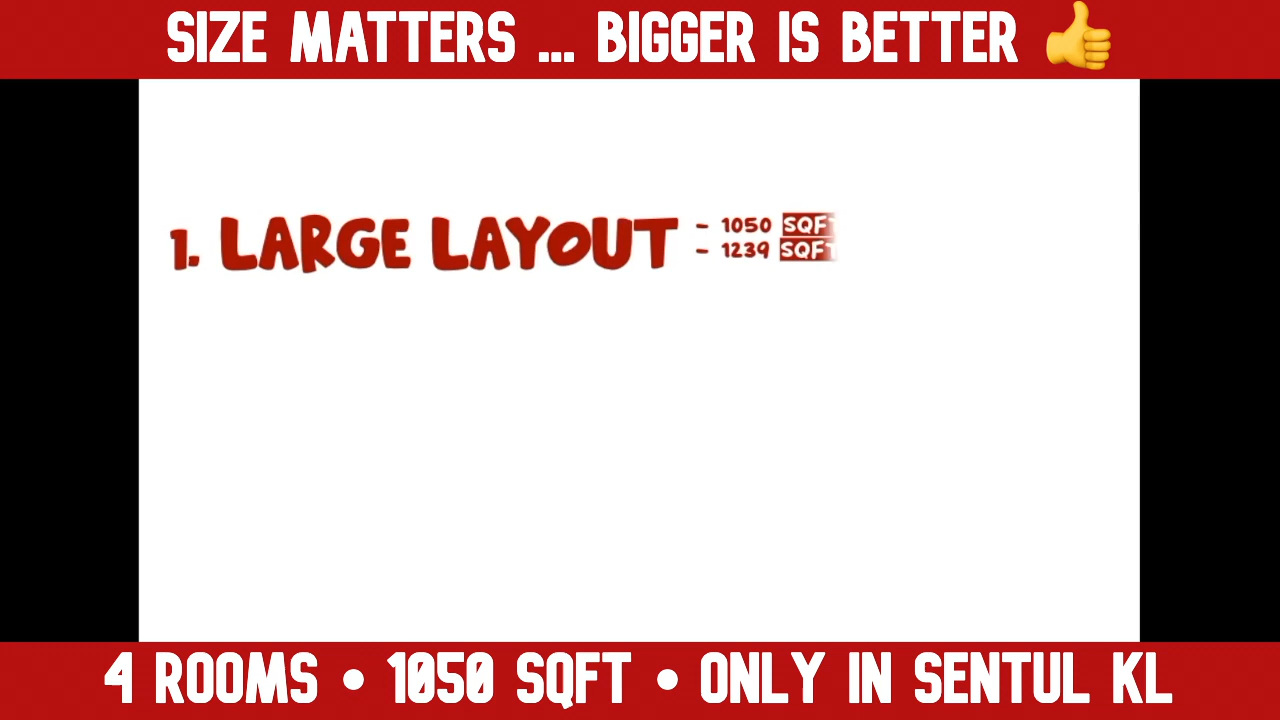 SIZE MATTERS ... BIGGER IS BETTER 👍
1. LARGE LAYOUT - 1050 SQFT
- 1239 SQFT
4 ROOMS • 1050 SQFT • ONLY IN SENTUL KL